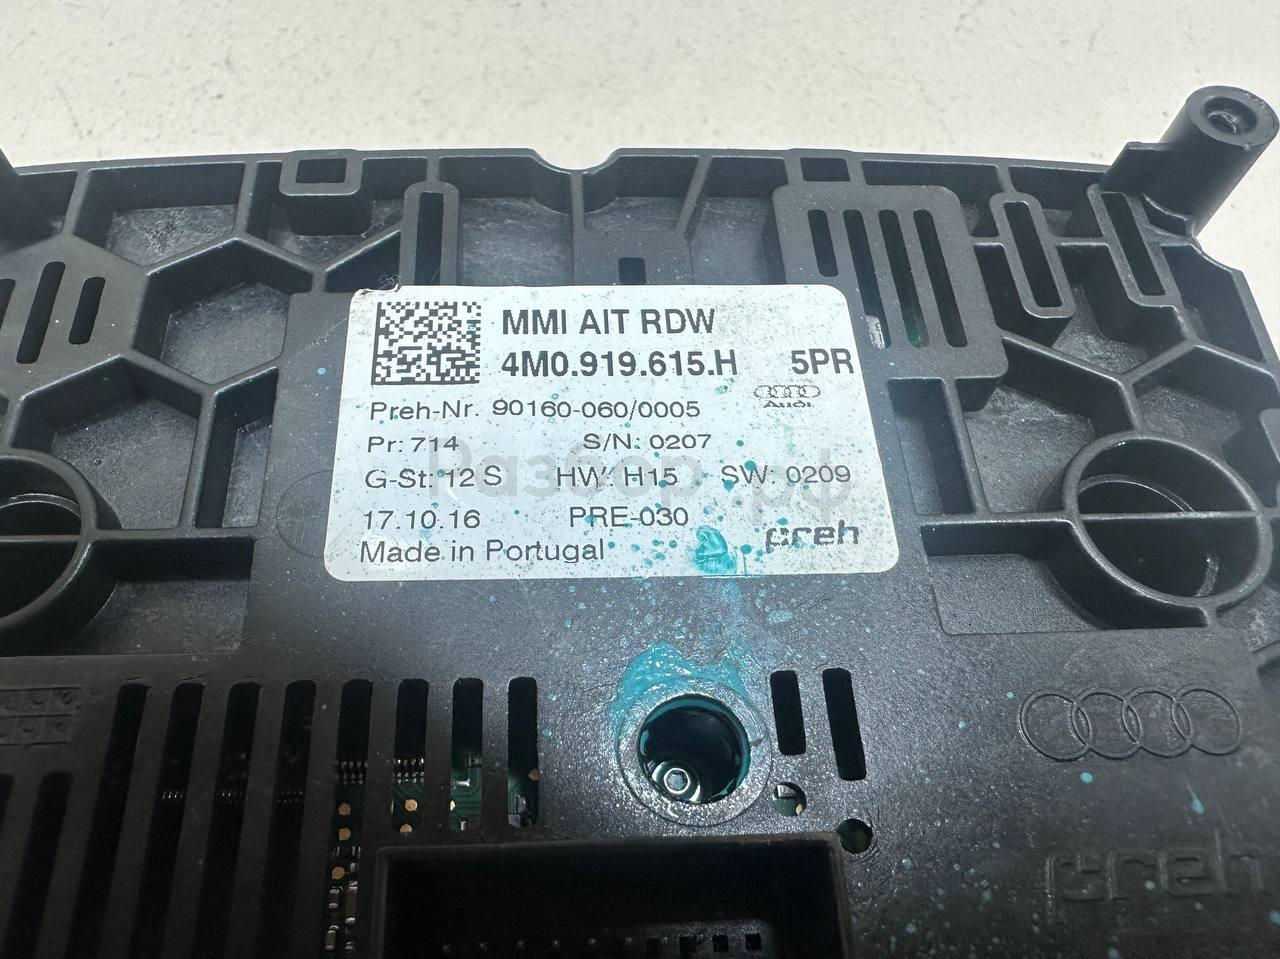 MMI AIT RDW
4M0.919.615.H 5PR
Audi
Preh-Nr. 90160-060/0005
Pr: 714 S/N: 0207
G-St: 12 S HW: H15 SW: 0209
17.10.16 PRE-030 preh
Made in Portugal
Разбор.рф
preh